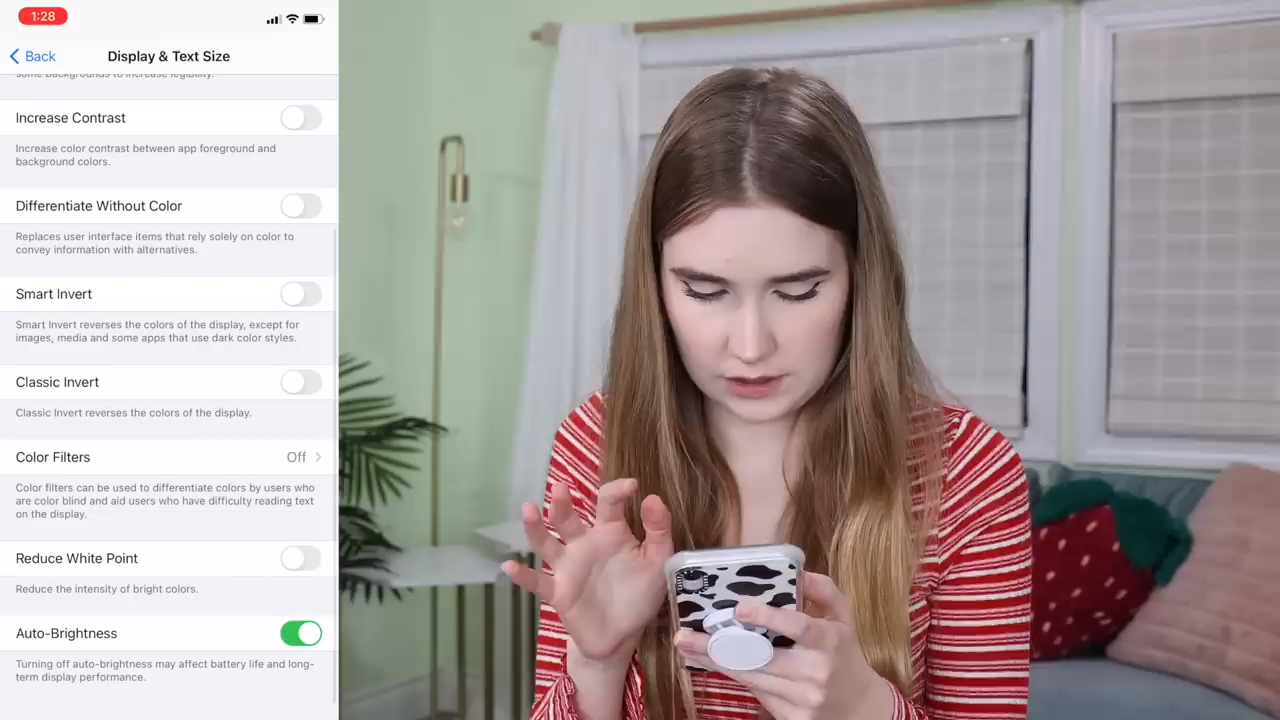 1:28
Back
Display & Text Size
some backgrounds to increase legibility.
Increase Contrast
Increase color contrast between app foreground and
background colors.
Differentiate Without Color
Replaces user interface items that rely solely on color to
convey information with alternatives.
Smart Invert
Smart Invert reverses the colors of the display, except for
images, media and some apps that use dark color styles.
Classic Invert
Classic Invert reverses the colors of the display.
Color Filters
Off
Color filters can be used to differentiate colors by users who
are color blind and aid users who have difficulty reading text
on the display.
Reduce White Point
Reduce the intensity of bright colors.
Auto-Brightness
Turning off auto-brightness may affect battery life and long-
term display performance.